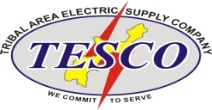 TRIBAL AREA ELECTRIC SUPPLY COMPANY
TESCO
WE COMMIT TO SERVE